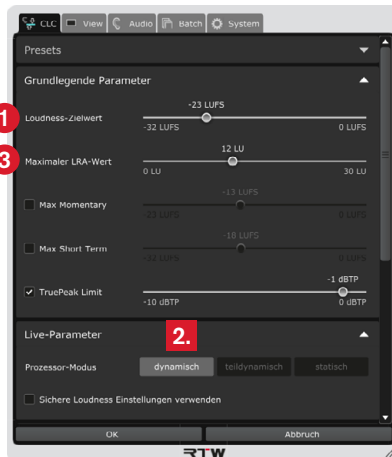 CLC View Audio Batch System
Presets
Grundlegende Parameter
-23 LUFS
1 Loudness-Zielwert
-32 LUFS 0 LUFS
12 LU
3 Maximaler LRA-Wert
0 LU 30 LU
-13 LUFS
Max Momentary
-23 LUFS 0 LUFS
-18 LUFS
Max Short Term
-32 LUFS 0 LUFS
-1 dBTP
TruePeak Limit
-10 dBTP 0 dBTP
Live-Parameter 2.
Prozessor-Modus dynamisch teildynamisch statisch
Sichere Loudness Einstellungen verwenden
OK Abbruch
RTW